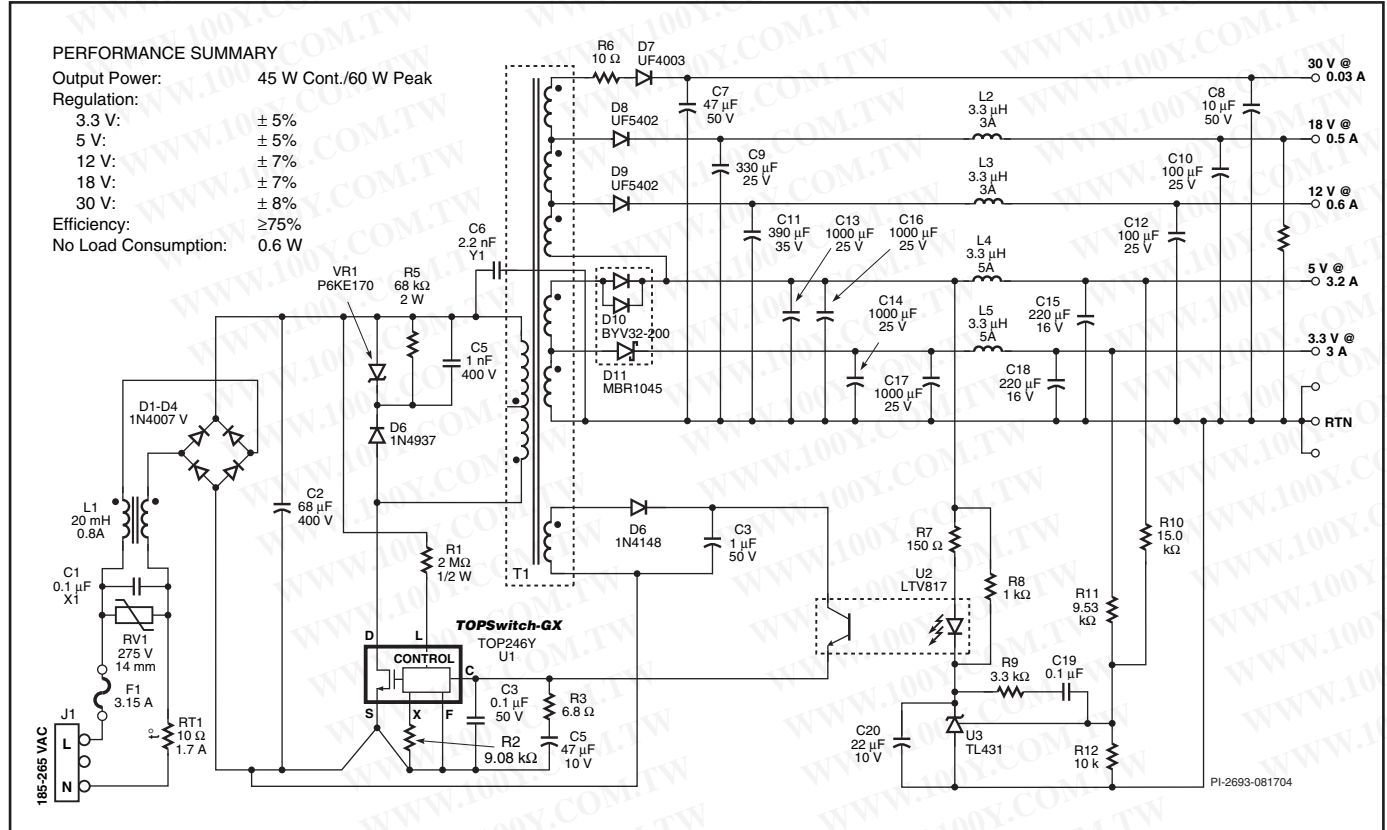 PERFORMANCE SUMMARY
Output Power: 45 W Cont./60 W Peak
Regulation:
3.3 V: ± 5%
5 V: ± 5%
12 V: ± 7%
18 V: ± 7%
30 V: ± 8%
Efficiency: ≥75%
No Load Consumption: 0.6 W
R6
10 Ω
D7
UF4003
C7
47 µF
50 V
D8
UF5402
L2
3.3 µH
3A
C8
10 µF
50 V
30 V @
0.03 A
18 V @
0.5 A
D9
UF5402
C9
330 µF
25 V
L3
3.3 µH
3A
C10
100 µF
25 V
12 V @
0.6 A
C6
2.2 nF
Y1
C11
390 µF
35 V
C13
1000 µF
25 V
C16
1000 µF
25 V
L4
3.3 µH
5A
C12
100 µF
25 V
5 V @
3.2 A
VR1
P6KE170
R5
68 kΩ
2 W
C5
1 nF
400 V
D10
BYV32-200
C14
1000 µF
25 V
L5
3.3 µH
5A
C15
220 µF
16 V
3.3 V @
3 A
D11
MBR1045
C17
1000 µF
25 V
C18
220 µF
16 V
RTN
D1-D4
1N4007 V
D6
1N4937
C2
68 µF
400 V
L1
20 mH
0.8A
C1
0.1 µF
X1
RV1
275 V
14 mm
F1
3.15 A
J1
L
N
185-265 VAC
RT1
10 Ω
1.7 A
t°
R1
2 MΩ
1/2 W
T1
D6
1N4148
C3
1 µF
50 V
R7
150 Ω
U2
LTV817
R8
1 kΩ
R10
15.0
kΩ
R11
9.53
kΩ
TOPSwitch-GX
TOP246Y
U1
D
L
CONTROL
C
S
X
F
R2
9.08 kΩ
C3
0.1 µF
50 V
R3
6.8 Ω
C5
47 µF
10 V
R9
3.3 kΩ
C19
0.1 µF
C20
22 µF
10 V
U3
TL431
R12
10 k
PI-2693-081704
WWW.100Y.COM.TW